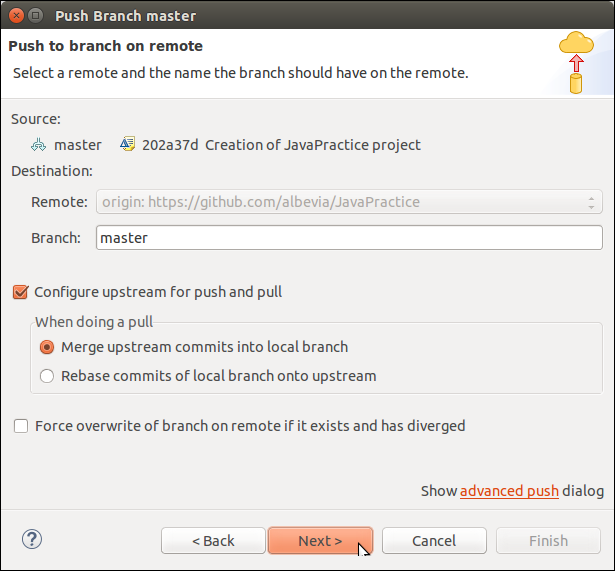 Push Branch master
Push to branch on remote
Select a remote and the name the branch should have on the remote.
Source:
master 202a37d Creation of JavaPractice project
Destination:
Remote: origin: https://github.com/albevia/JavaPractice
Branch: master
Configure upstream for push and pull
When doing a pull
Merge upstream commits into local branch
Rebase commits of local branch onto upstream
Force overwrite of branch on remote if it exists and has diverged
Show advanced push dialog
? < Back Next > Cancel Finish